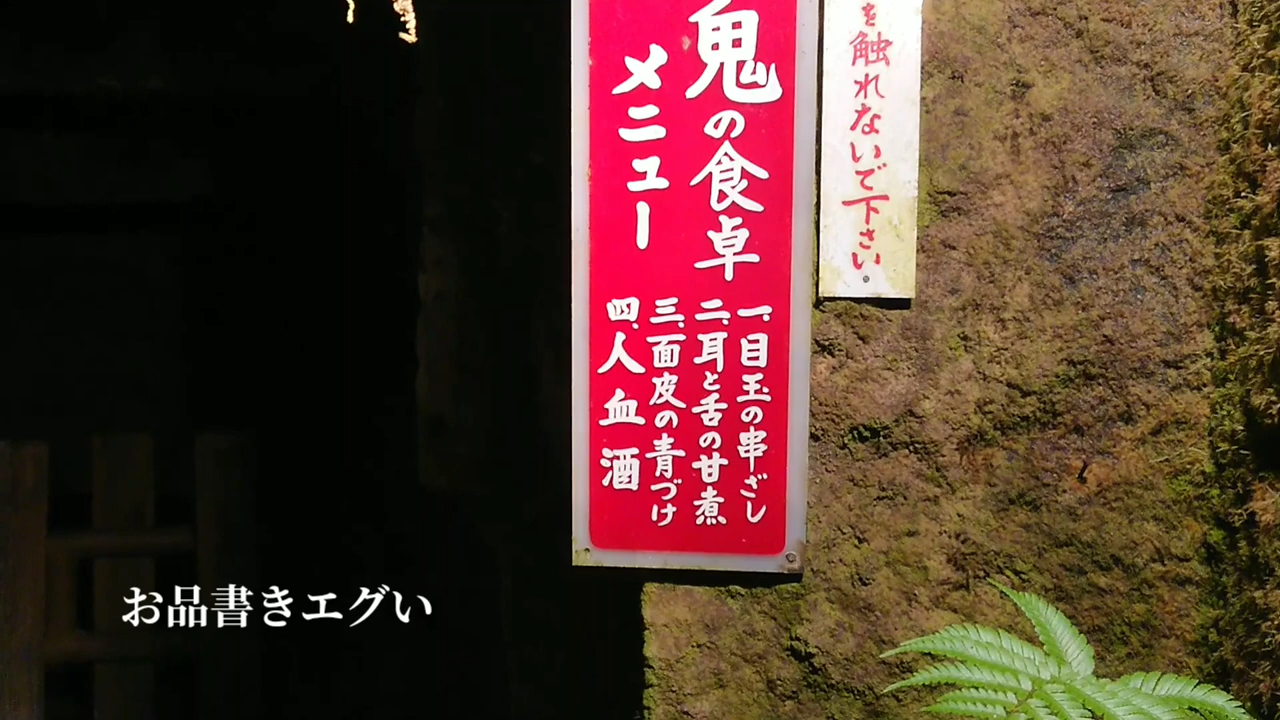 を触れないで下さい。
鬼の食卓
メニュー
一、目玉の串ざし
二、耳と舌の甘煮
三、面皮の青づけ
四、人血酒
お品書きエグい